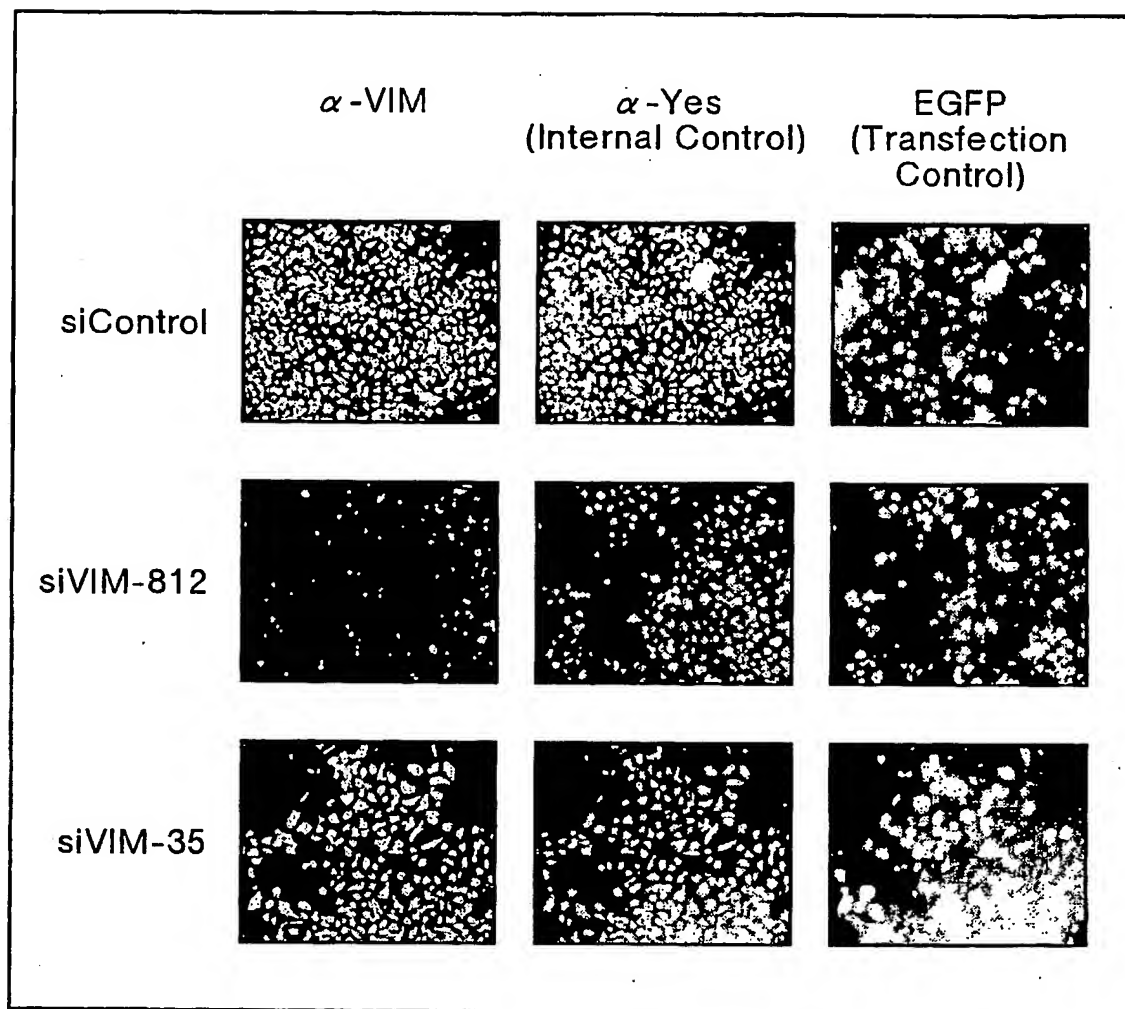 α-VIM
α-Yes
(Internal Control)
EGFP
(Transfection
Control)
siControl
siVIM-812
siVIM-35